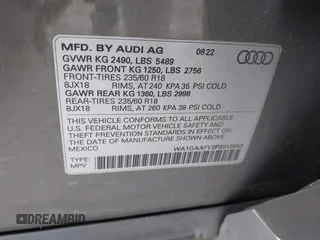 MFD. BY AUDI AG 08/22
GVWR KG 2490, LBS 5489
GAWR FRONT KG 1250, LBS 2756
FRONT-TIRES 235/60 R18
8JX18 RIMS, AT 240 KPA 35 PSI COLD
GAWR REAR KG 1360, LBS 2998
REAR-TIRES 235/60 R18
8JX18 RIMS, AT 260 KPA 38 PSI COLD
THIS VEHICLE CONFORMS TO ALL APPLICABLE
U.S. FEDERAL MOTOR VEHICLE SAFETY
BUMPER, AND THEFT PREVENTION STANDARDS
IN EFFECT ON THE DATE OF MANUFACTURE
SHOWN ABOVE.
MEXICO
TYPE:
MPV
DREAMBID